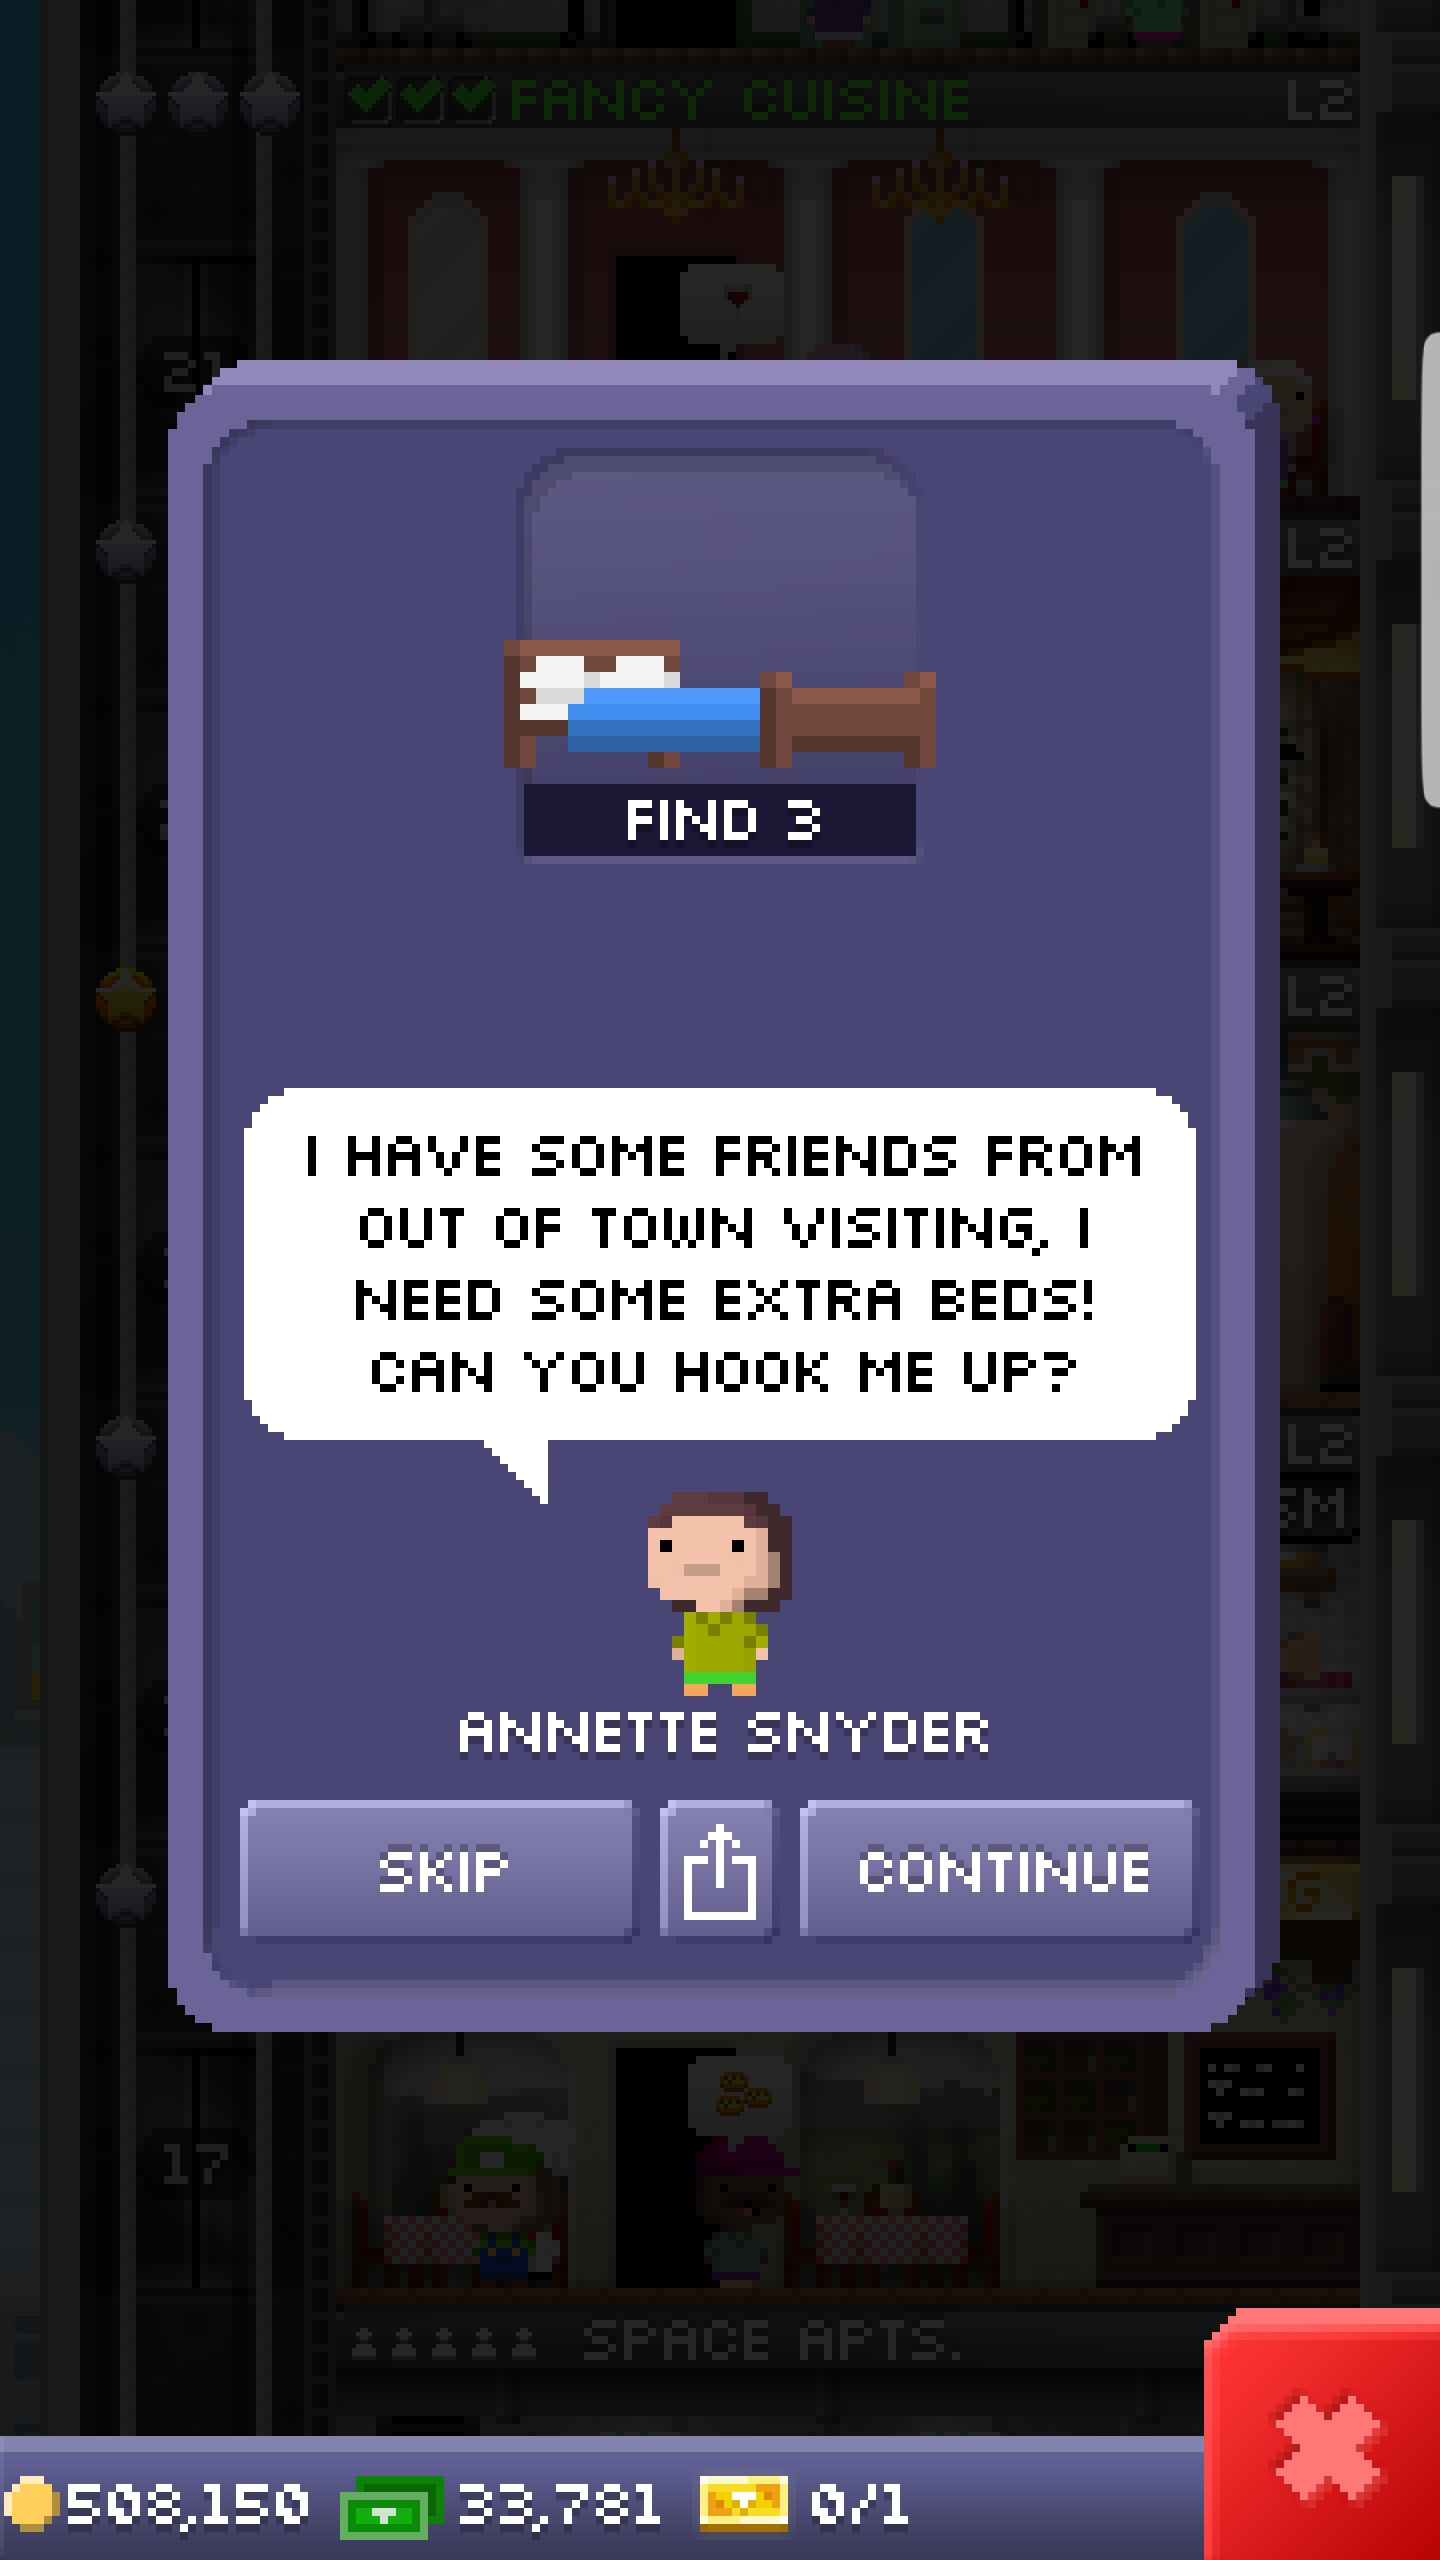 FANCY CUISINE L2
21
L2
FIND 3
L2
I HAVE SOME FRIENDS FROM
OUT OF TOWN VISITING, I
NEED SOME EXTRA BEDS!
CAN YOU HOOK ME UP?
L2
ANNETTE SNYDER
SKIP
CONTINUE
17
SPACE APTS.
508,150 33,781 0/1